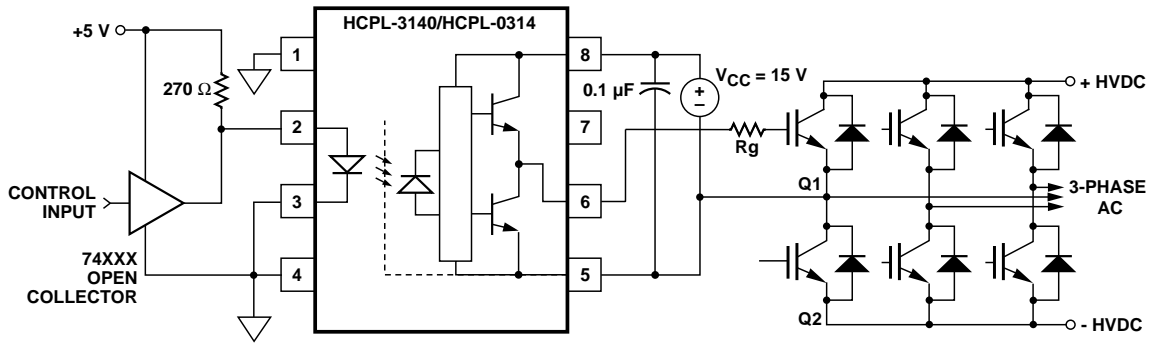 HCPL-3140/HCPL-0314
+5 V
270 Ω
CONTROL
INPUT
74XXX
OPEN
COLLECTOR
1
2
3
4
8
7
6
5
0.1 µF
VCC = 15 V
+
–
Rg
Q1
Q2
+ HVDC
3-PHASE
AC
- HVDC